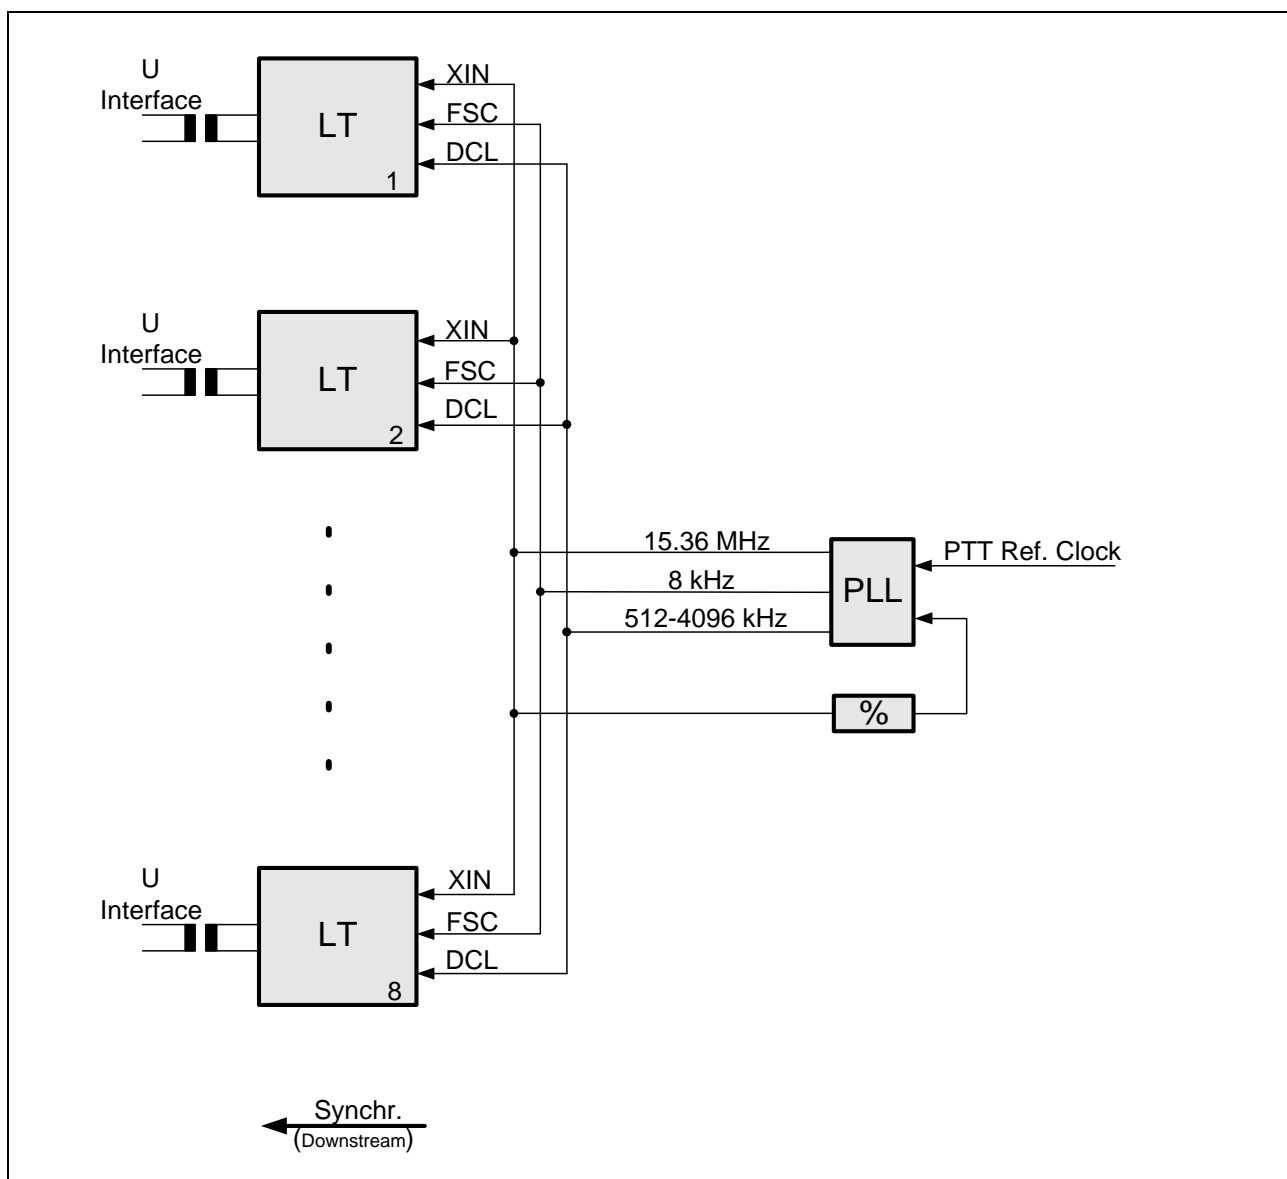 U
Interface
LT
1
XIN
FSC
DCL
U
Interface
LT
2
XIN
FSC
DCL
15.36 MHz
8 kHz
512-4096 kHz
PLL
PTT Ref. Clock
%
U
Interface
LT
8
XIN
FSC
DCL
Synchr.
(Downstream)